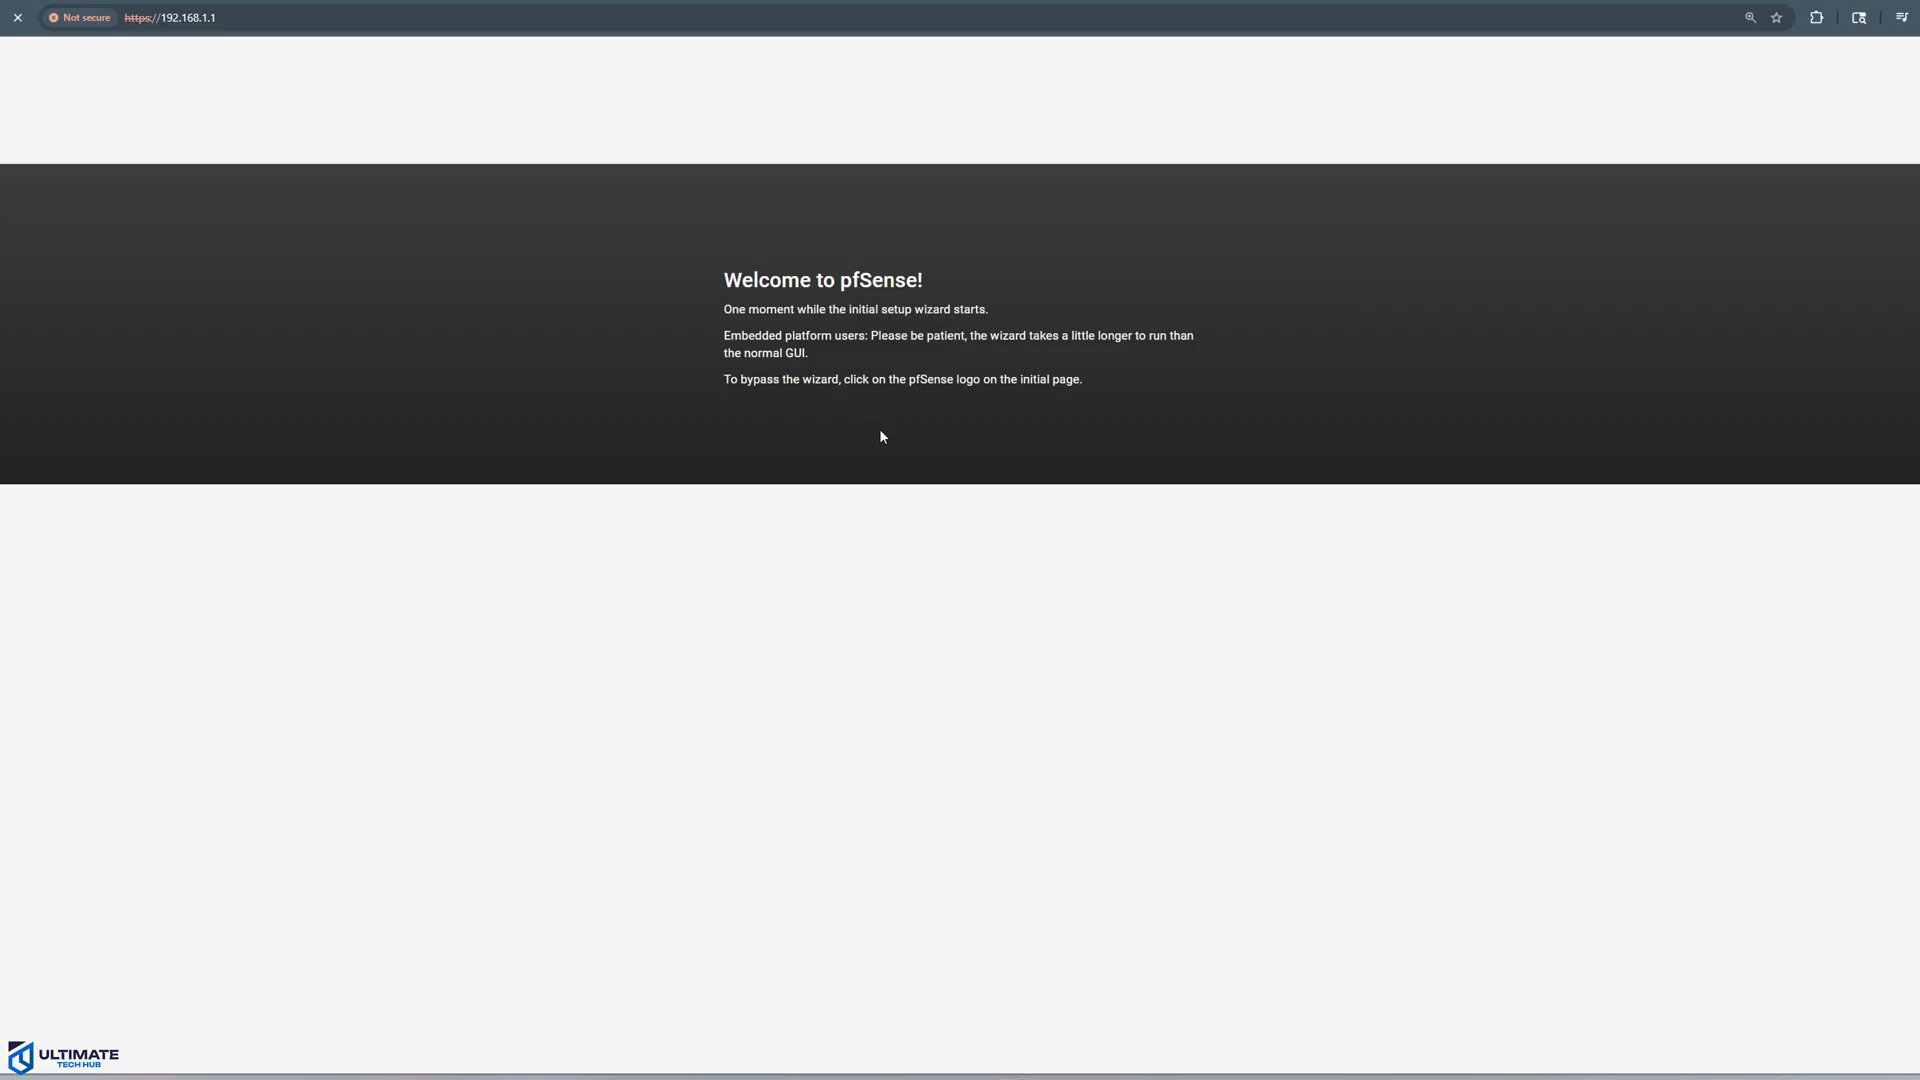 Not secure
https://192.168.1.1
Welcome to pfSense!
One moment while the initial setup wizard starts.
Embedded platform users: Please be patient, the wizard takes a little longer to run than
the normal GUI.
To bypass the wizard, click on the pfSense logo on the initial page.
ULTIMATE
TECH HUB